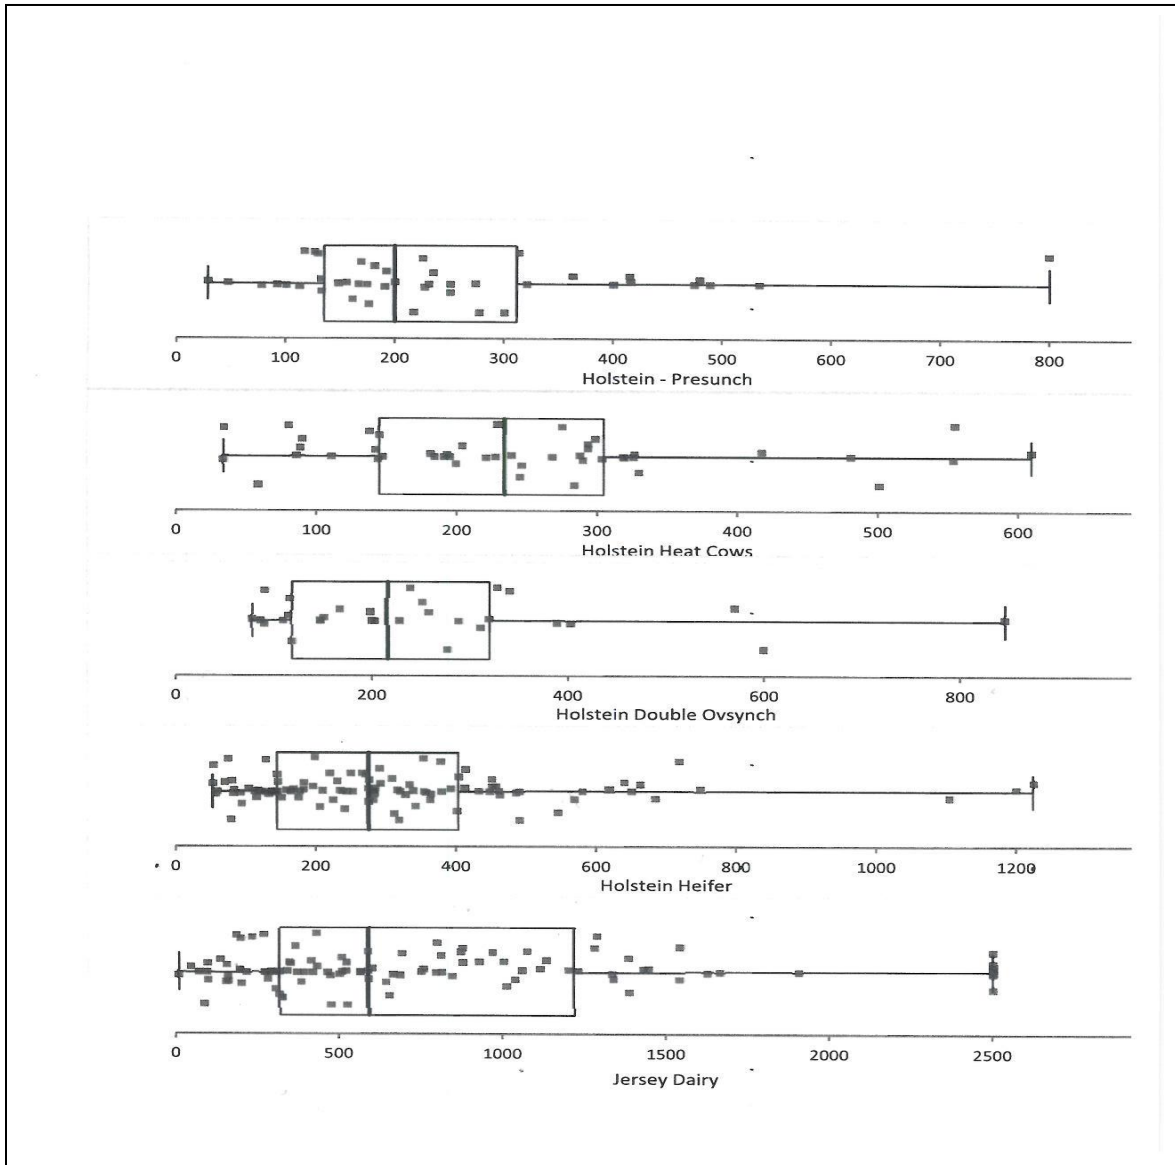 0 100 200 300 400 500 600 700 800
Holstein - Presunch
0 100 200 300 400 500 600
Holstein Heat Cows
0 200 400 600 800
Holstein Double Ovsynch
0 200 400 600 800 1000 1200
Holstein Heifer
0 500 1000 1500 2000 2500
Jersey Dairy